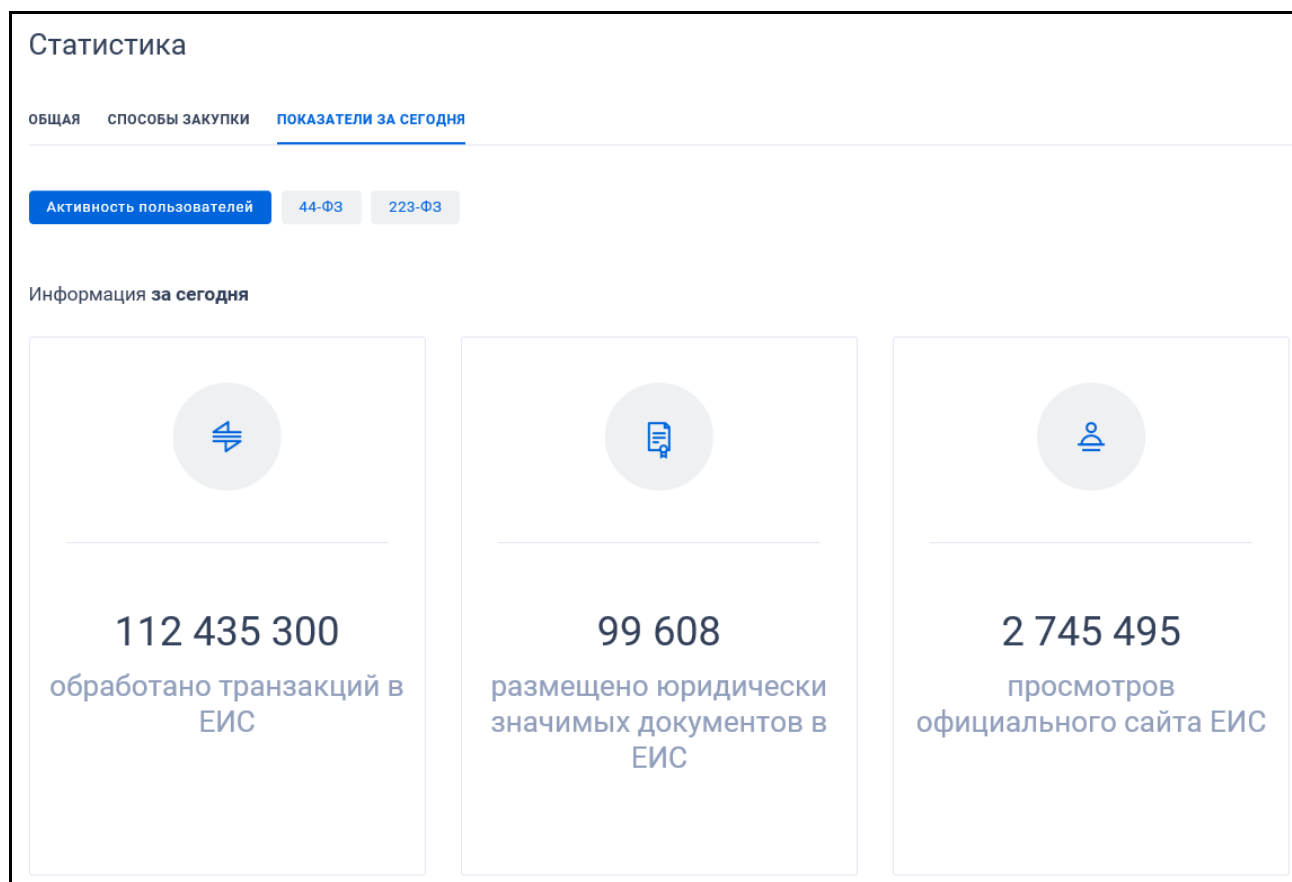 Статистика
ОБЩАЯ СПОСОБЫ ЗАКУПКИ ПОКАЗАТЕЛИ ЗА СЕГОДНЯ
Активность пользователей 44-ФЗ 223-ФЗ
Информация за сегодня
112 435 300
обработано транзакций в
ЕИС
99 608
размещено юридически
значимых документов в
ЕИС
2 745 495
просмотров
официального сайта ЕИС